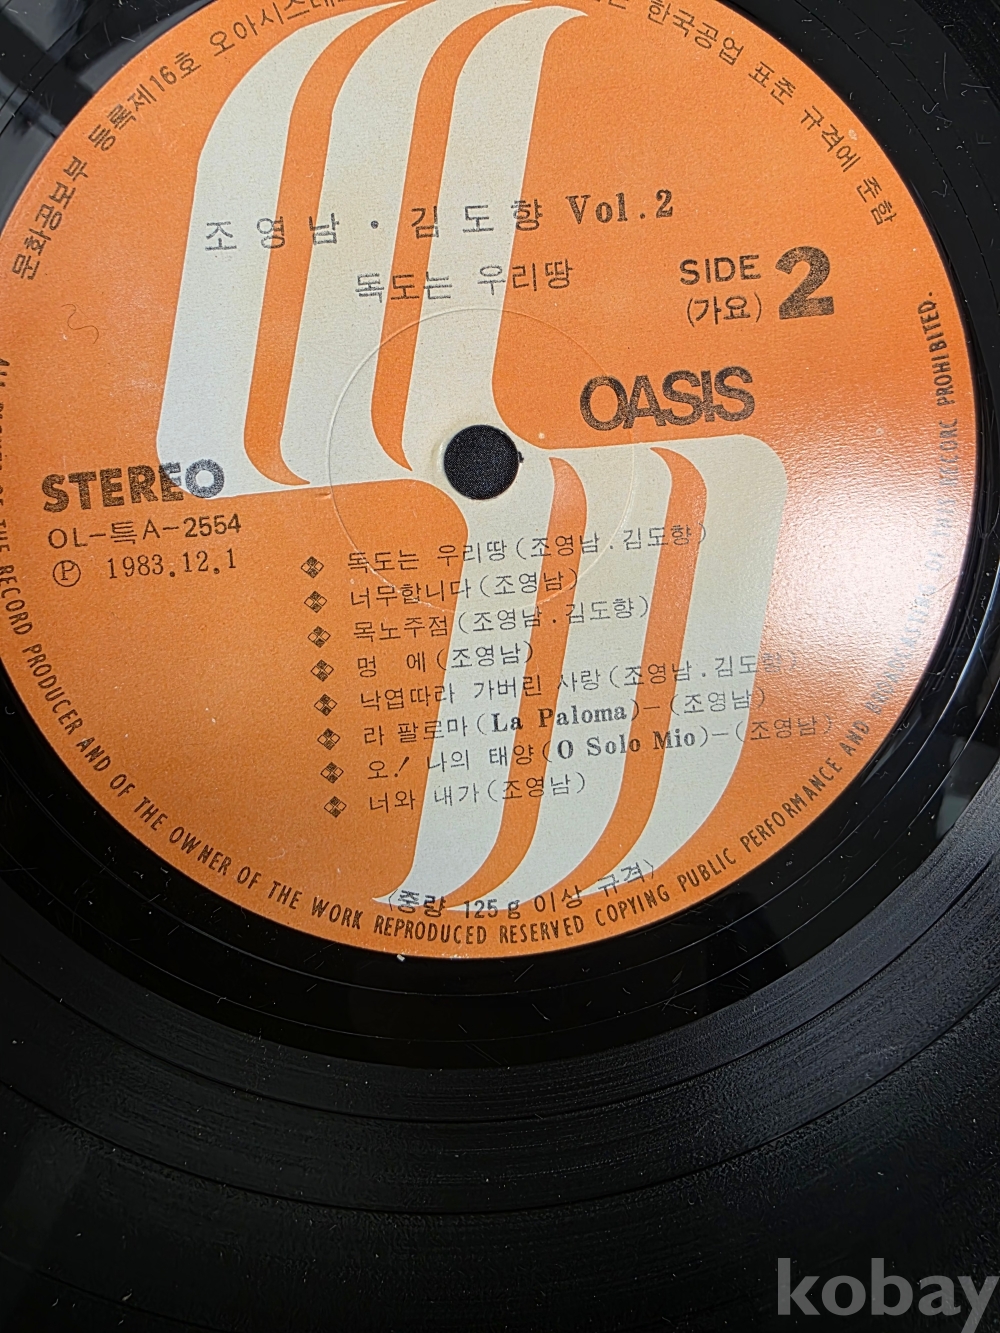 문화공보부 등록제16호 오아시스레
한국공업 표준 규격에 준함
조영남 · 김도향 Vol.2
독도는 우리땅
SIDE 2
(가요)
OASIS
STEREO
OL-특A-2554
Ⓟ 1983.12.1
독도는 우리땅(조영남.김도향)
너무합니다(조영남)
목노주점(조영남.김도향)
멍 에(조영남)
낙엽따라 가버린 사랑(조영남.김도향)
라 팔로마(La Paloma)-(조영남)
오! 나의 태양(O Solo Mio)-(조영남)
너와 내가(조영남)
(중량 125g 이상 규격)
THE RECORD PRODUCER AND OF THE OWNER OF THE WORK REPRODUCED RESERVED COPYING PUBLIC PERFORMANCE AND PROHIBITED.
kobay